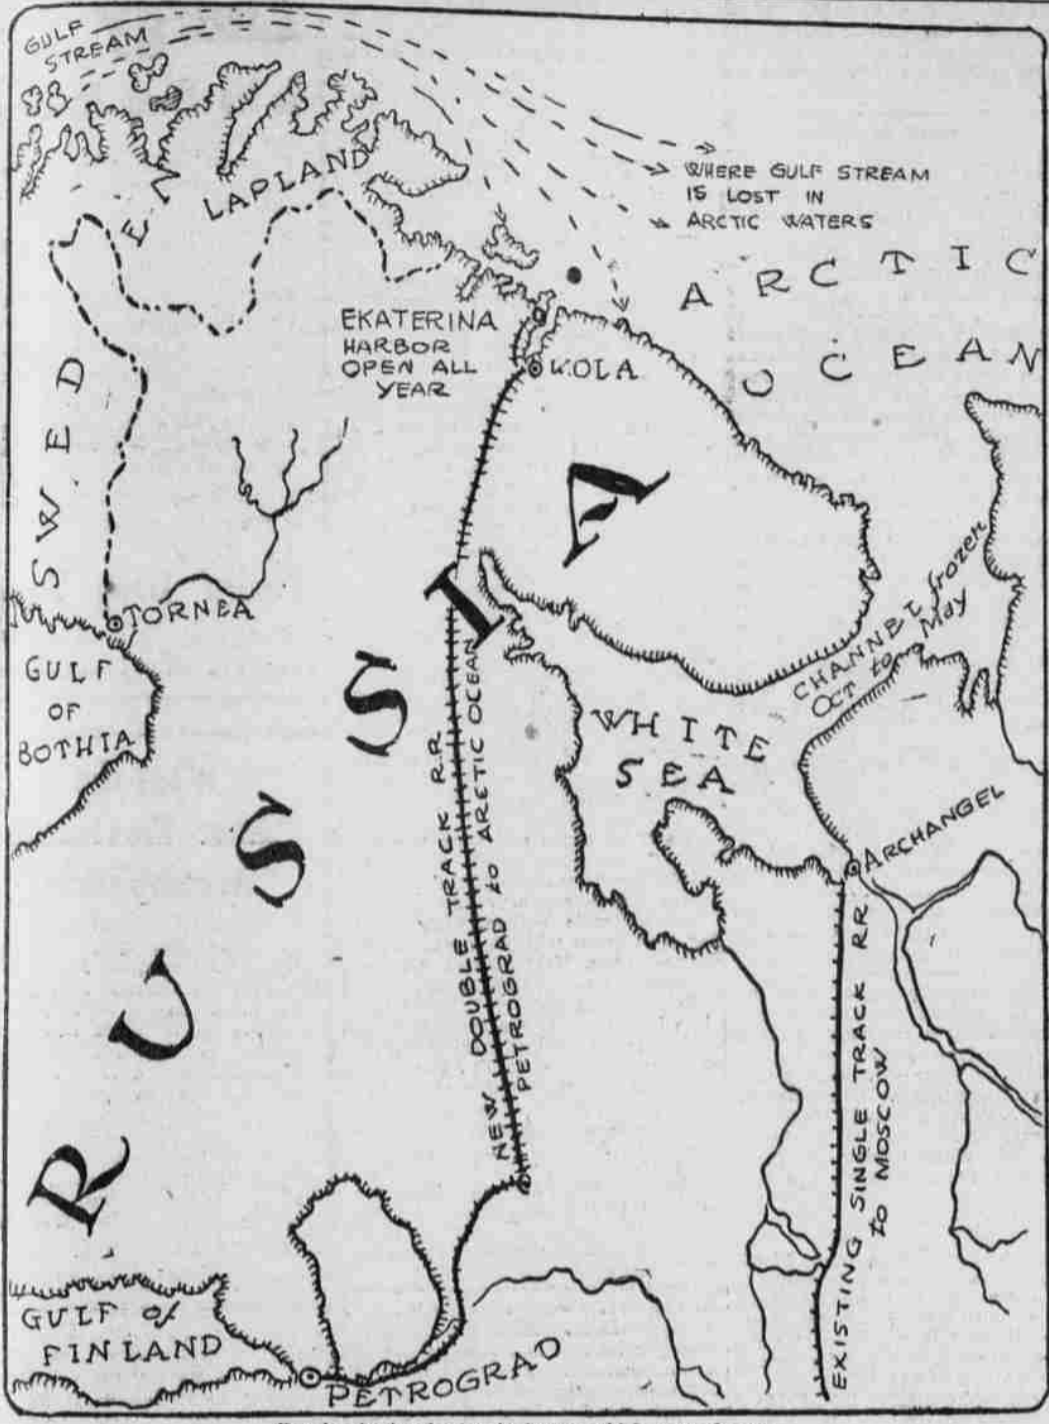 GULF
STREAM
LAPLAND
WHERE GULF STREAM
IS LOST IN
ARCTIC WATERS
ARCTIC
OCEAN
EKATERINA
HARBOR
OPEN ALL
YEAR
KOLA
SWED E N
TORNEA
GULF
OF
BOTHIA
RUSSIA
CHANNEL frozen
OCT to May
WHITE
SEA
ARCHANGEL
NEW DOUBLE TRACK R.R.
PETROGRAD to ARCTIC OCEAN
EXISTING SINGLE TRACK RR
to MOSCOW
GULF of
FINLAND
PETROGRAD